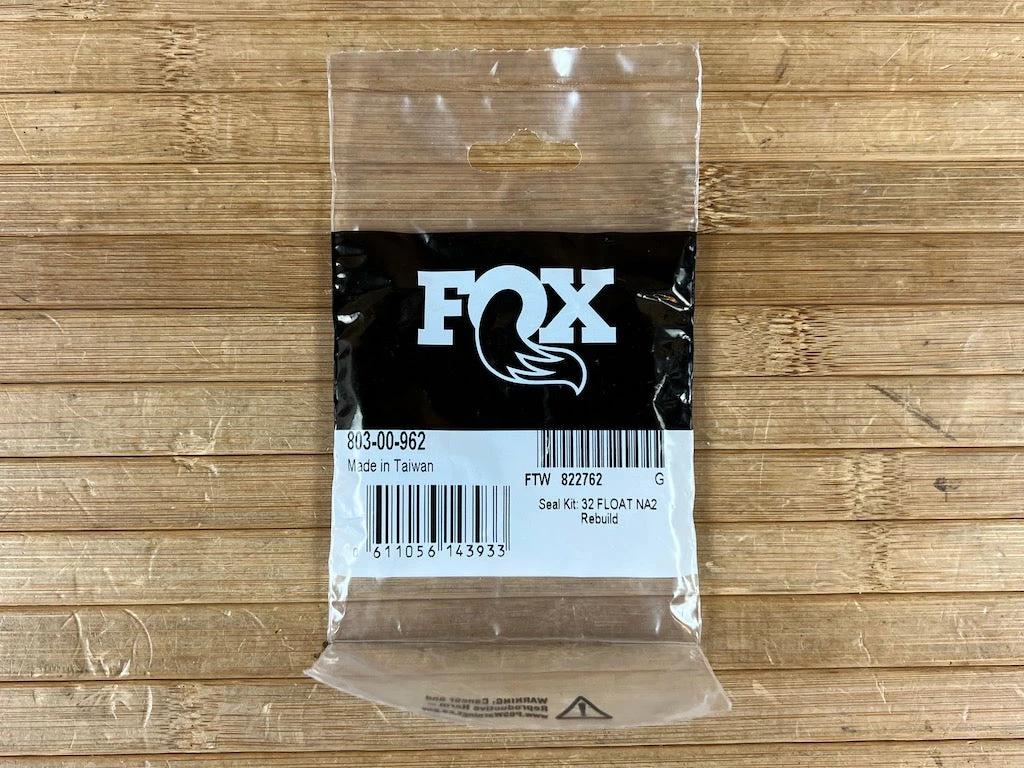 FOX
803-00-962
Made in Taiwan
0 611056 143933
FTW 822762 G
Seal Kit: 32 FLOAT NA2
Rebuild
WARNING: Cancer and
Reproductive Harm –